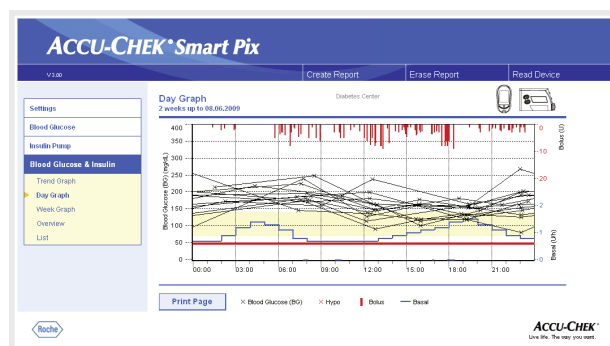 ACCU-CHEK® Smart Pix
V 3.00
Create Report
Erase Report
Read Device
Settings
Blood Glucose
Insulin Pump
Blood Glucose & Insulin
Trend Graph
Day Graph
Week Graph
Overview
List
Day Graph
2 weeks up to 08.06.2009
Diabetes Center
Blood Glucose (BG) (mg/dL)
400
350
300
250
200
150
100
50
0
00:00 03:00 06:00 09:00 12:00 15:00 18:00 21:00
0
10
20
2
1
0
Bolus (U)
Basal (U/h)
Print Page
Blood Glucose (BG)
Hypo
Bolus
Basal
Roche
ACCU-CHEK®
Live life. The way you want.